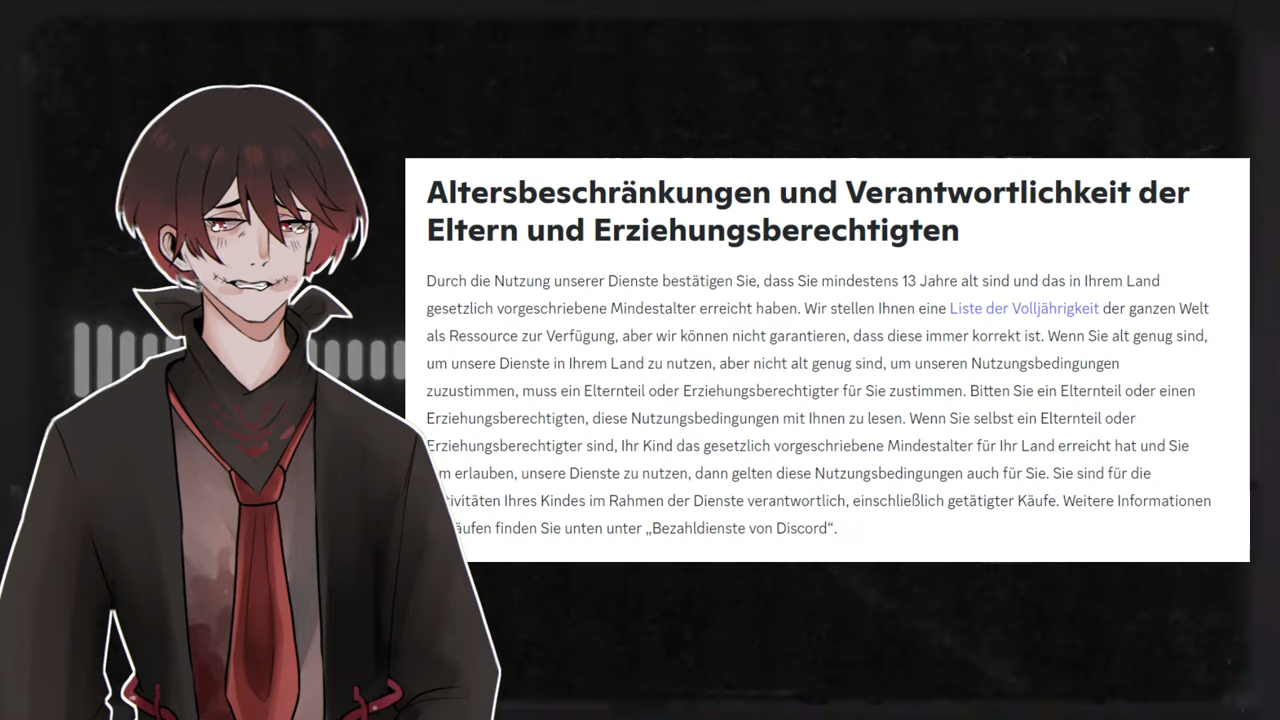 Altersbeschränkungen und Verantwortlichkeit der
Eltern und Erziehungsberechtigten
Durch die Nutzung unserer Dienste bestätigen Sie, dass Sie mindestens 13 Jahre alt sind und das in Ihrem Land
gesetzlich vorgeschriebene Mindestalter erreicht haben. Wir stellen Ihnen eine Liste der Volljährigkeit der ganzen Welt
als Ressource zur Verfügung, aber wir können nicht garantieren, dass diese immer korrekt ist. Wenn Sie alt genug sind,
um unsere Dienste in Ihrem Land zu nutzen, aber nicht alt genug sind, um unseren Nutzungsbedingungen
zuzustimmen, muss ein Elternteil oder Erziehungsberechtigter für Sie zustimmen. Bitten Sie ein Elternteil oder einen
Erziehungsberechtigten, diese Nutzungsbedingungen mit Ihnen zu lesen. Wenn Sie selbst ein Elternteil oder
Erziehungsberechtigter sind, Ihr Kind das gesetzlich vorgeschriebene Mindestalter für Ihr Land erreicht hat und Sie
erlauben, unsere Dienste zu nutzen, dann gelten diese Nutzungsbedingungen auch für Sie. Sie sind für die
Ihres Kindes im Rahmen der Dienste verantwortlich, einschließlich getätigter Käufe. Weitere Informationen
finden Sie unten unter „Bezahldienste von Discord“.